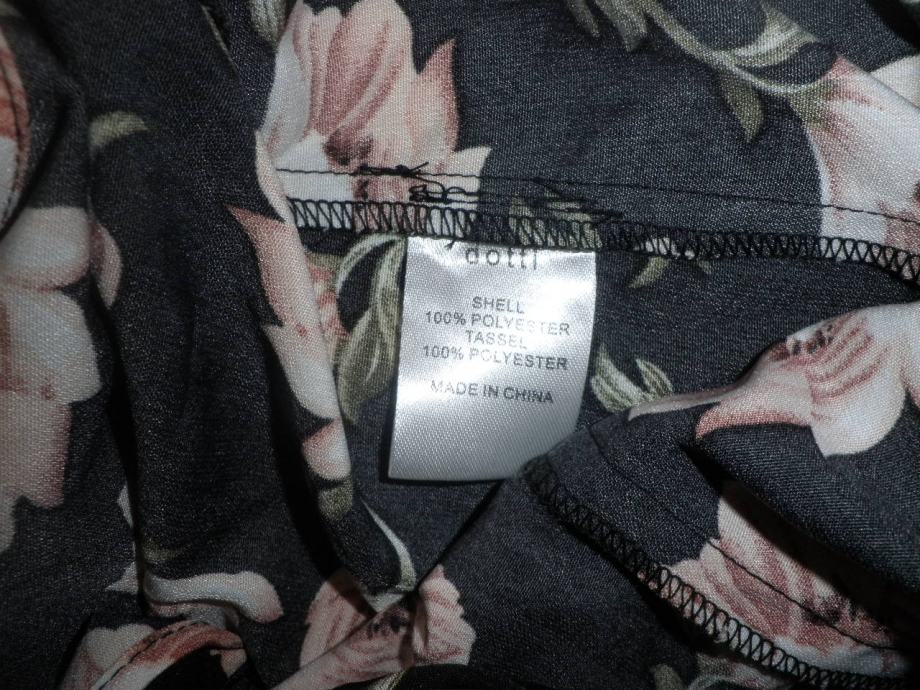 dotti
SHELL
100% POLYESTER
TASSEL
100% POLYESTER
MADE IN CHINA